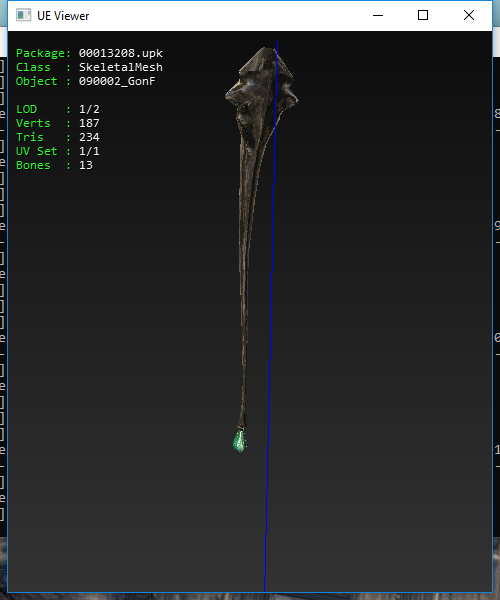 UE Viewer
Package: 00013208.upk
Class : SkeletalMesh
Object : 090002_GonF
LOD : 1/2
Verts : 187
Tris : 234
UV Set : 1/1
Bones : 13